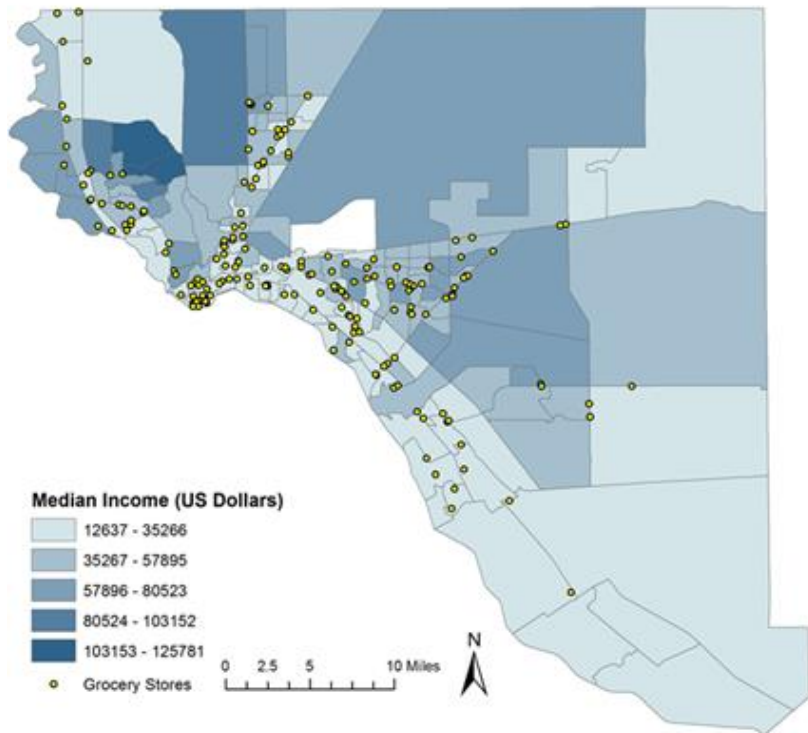 N
Median Income (US Dollars)
12637 - 35266
35267 - 57895
57896 - 80523
80524 - 103152
103153 - 125781
Grocery Stores
0 2.5 5 10 Miles